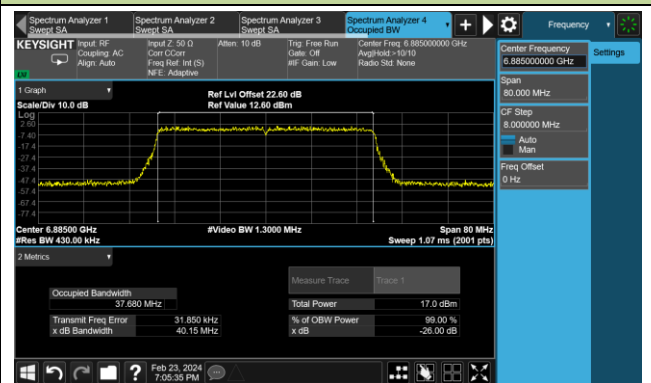 Spectrum Analyzer 1
Swept SA
Spectrum Analyzer 2
Swept SA
Spectrum Analyzer 3
Swept SA
Spectrum Analyzer 4
Occupied BW
Frequency
KEYSIGHT
Input: RF
Coupling: AC
Align: Auto
Input Z: 50 Ω
Corr CCorr
Freq Ref: Int (S)
NFE: Adaptive
Atten: 10 dB
Trig: Free Run
Gate: Off
#IF Gain: Low
Center Freq: 6.885000000 GHz
Avg|Hold:>10/10
Radio Std: None
Center Frequency
6.885000000 GHz
Settings
Span
80.000 MHz
CF Step
8.000000 MHz
Auto
Man
Freq Offset
0 Hz
1 Graph
Scale/Div 10.0 dB
Ref Lvl Offset 22.60 dB
Ref Value 12.60 dBm
Log
2.60
-7.40
-17.4
-27.4
-37.4
-47.4
-57.4
-67.4
-77.4
Center 6.88500 GHz
#Res BW 430.00 kHz
#Video BW 1.3000 MHz
Span 80 MHz
Sweep 1.07 ms (2001 pts)
2 Metrics
Measure Trace
Trace 1
Occupied Bandwidth
37.680 MHz
Total Power
17.0 dBm
Transmit Freq Error
31.850 kHz
% of OBW Power
99.00 %
x dB Bandwidth
40.15 MHz
x dB
-26.00 dB
Feb 23, 2024
7:05:35 PM